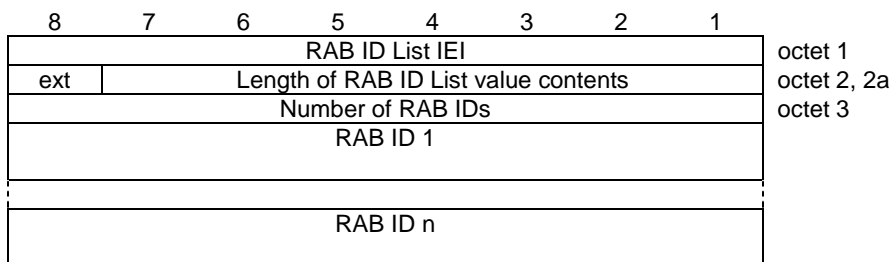 8 7 6 5 4 3 2 1
RAB ID List IEI octet 1
ext Length of RAB ID List value contents octet 2, 2a
Number of RAB IDs octet 3
RAB ID 1
RAB ID n